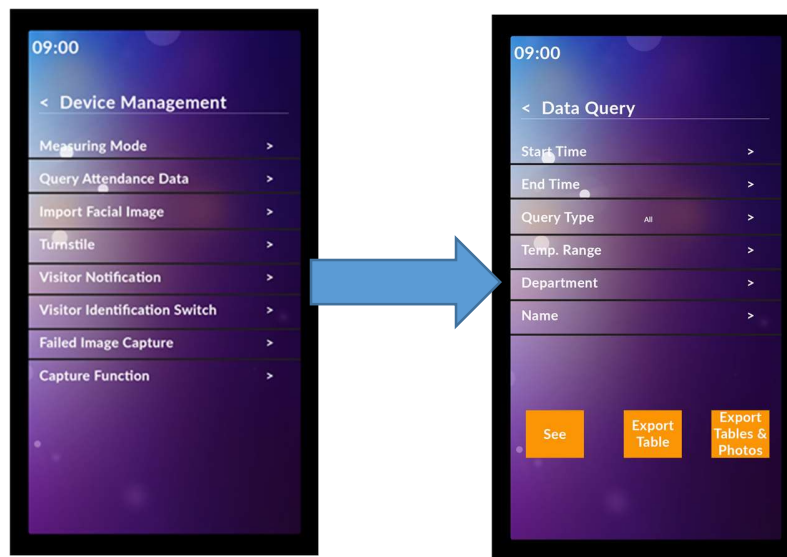 09:00
< Device Management
Measuring Mode >
Query Attendance Data >
Import Facial Image >
Turnstile >
Visitor Notification >
Visitor Identification Switch >
Failed Image Capture >
Capture Function >
09:00
< Data Query
Start Time >
End Time >
Query Type All >
Temp. Range >
Department >
Name >
See
Export
Table
Export
Tables &
Photos